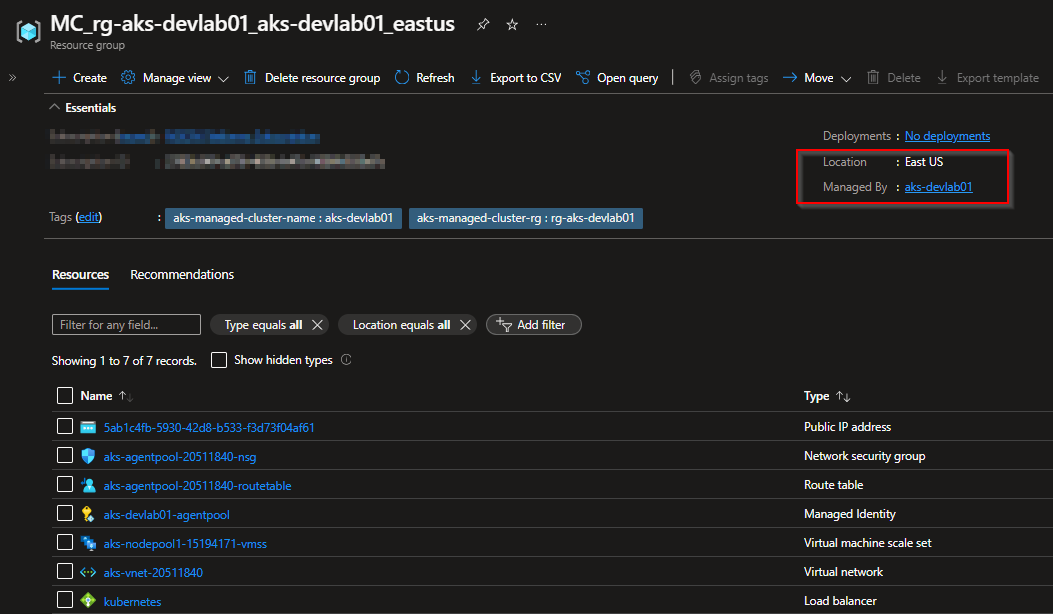 MC_rg-aks-devlab01_aks-devlab01_eastus
Resource group
Create Manage view Delete resource group Refresh Export to CSV Open query Assign tags Move Delete Export template
Essentials
Deployments : No deployments
Location : East US
Managed By : aks-devlab01
Tags (edit) : aks-managed-cluster-name : aks-devlab01 aks-managed-cluster-rg : rg-aks-devlab01
Resources Recommendations
Filter for any field... Type equals all Location equals all Add filter
Showing 1 to 7 of 7 records. Show hidden types
Name Type
5ab1c4fb-5930-42d8-b533-f3d73f04af61 Public IP address
aks-agentpool-20511840-nsg Network security group
aks-agentpool-20511840-routetable Route table
aks-devlab01-agentpool Managed Identity
aks-nodepool1-15194171-vmss Virtual machine scale set
aks-vnet-20511840 Virtual network
kubernetes Load balancer